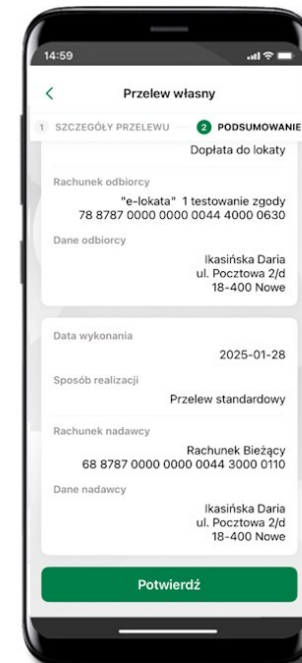 14:59
Przelew własny
1 SZCZEGÓŁY PRZELEWU 2 PODSUMOWANIE
Dopłata do lokaty
Rachunek odbiorcy
"e-lokata" 1 testowanie zgody
78 8787 0000 0000 0044 4000 0630
Dane odbiorcy
Ikasińska Daria
ul. Pocztowa 2/d
18-400 Nowe
Data wykonania
2025-01-28
Sposób realizacji
Przelew standardowy
Rachunek nadawcy
Rachunek Bieżący
68 8787 0000 0000 0044 3000 0110
Dane nadawcy
Ikasińska Daria
ul. Pocztowa 2/d
18-400 Nowe
Potwierdź